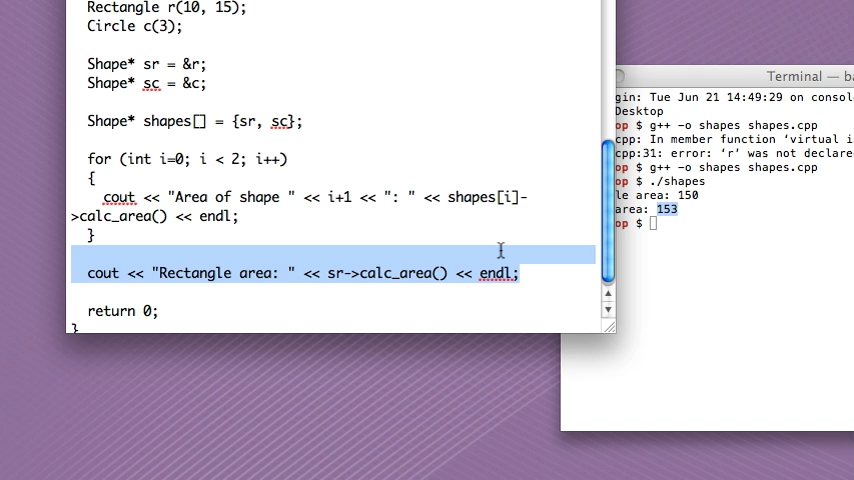 Rectangle r(10, 15);
Circle c(3);
Shape* sr = &r;
Shape* sc = &c;
Shape* shapes[] = {sr, sc};
for (int i=0; i < 2; i++)
{
cout << "Area of shape " << i+1 << ": " << shapes[i]-
>calc_area() << endl;
}
cout << "Rectangle area: " << sr->calc_area() << endl;
return 0;
}
Terminal — ba
gin: Tue Jun 21 14:49:29 on consol
Desktop
op $ g++ -o shapes shapes.cpp
cpp: In member function ‘virtual i
cpp:31: error: ‘r’ was not declare
op $ g++ -o shapes shapes.cpp
op $ ./shapes
le area: 150
area: 153
op $